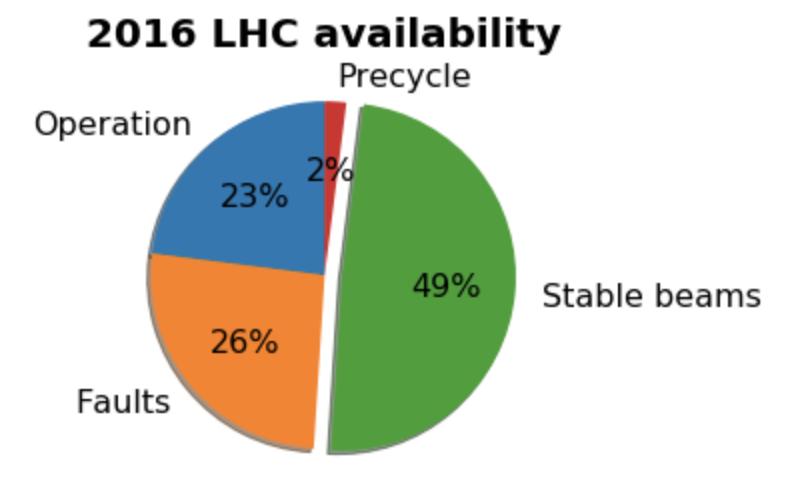 2016 LHC availability
Precycle
Operation
2%
23%
49%
Stable beams
26%
Faults